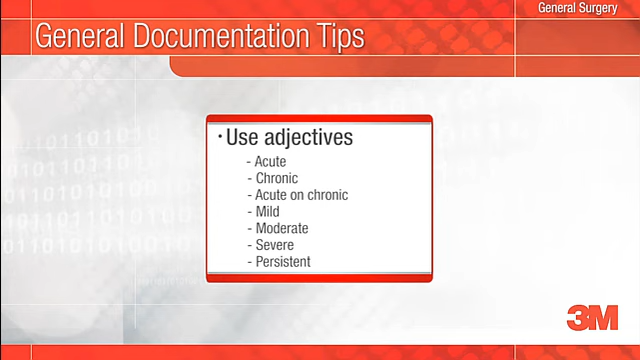 General Surgery
General Documentation Tips
· Use adjectives
- Acute
- Chronic
- Acute on chronic
- Mild
- Moderate
- Severe
- Persistent
3M